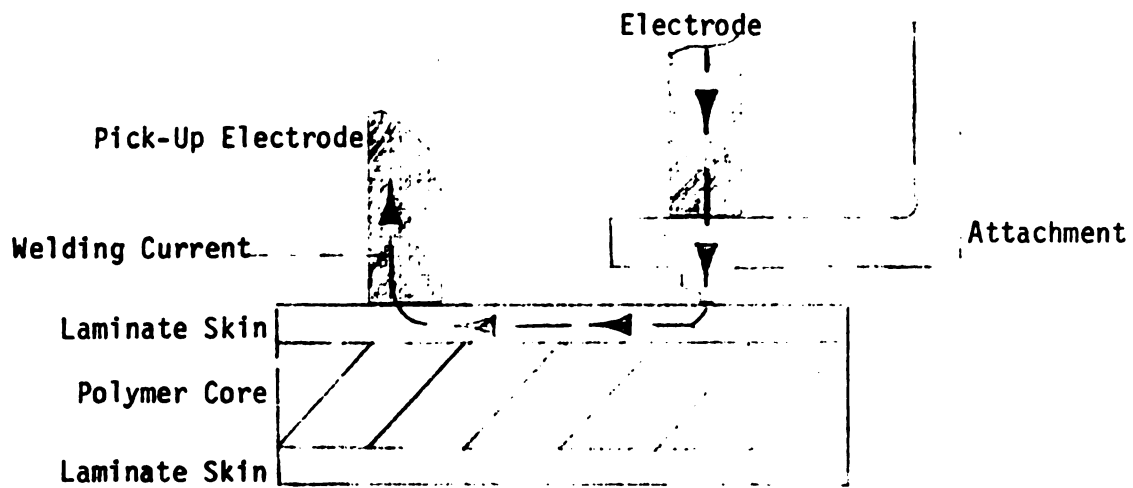 Electrode
Pick-Up Electrode
Welding Current
Attachment
Laminate Skin
Polymer Core
Laminate Skin